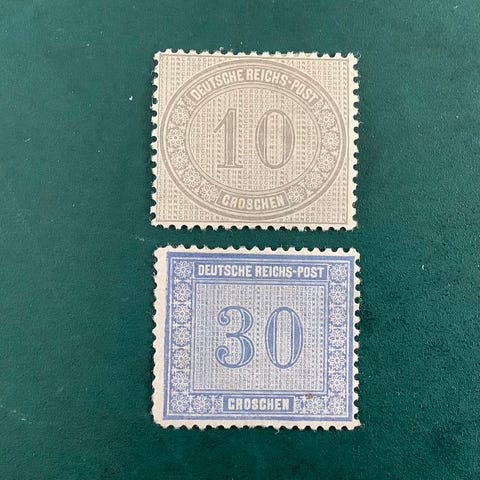 DEUTSCHE REICHS-POST
10
GROSCHEN
DEUTSCHE REICHS-POST
30
GROSCHEN